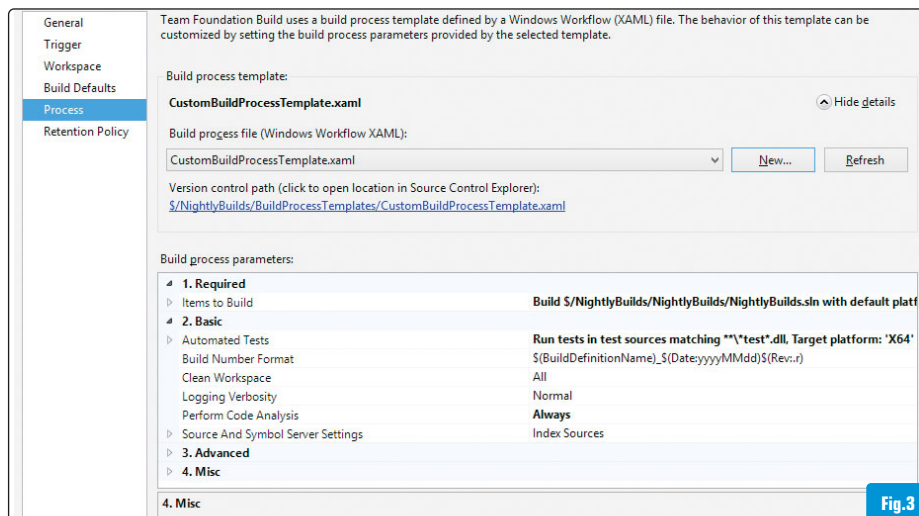 General
Trigger
Workspace
Build Defaults
Process
Retention Policy
Team Foundation Build uses a build process template defined by a Windows Workflow (XAML) file. The behavior of this template can be
customized by setting the build process parameters provided by the selected template.
Build process template:
CustomBuildProcessTemplate.xaml
Hide details
Build process file (Windows Workflow XAML):
CustomBuildProcessTemplate.xaml
New...
Refresh
Version control path (click to open location in Source Control Explorer):
$/NightlyBuilds/BuildProcessTemplates/CustomBuildProcessTemplate.xaml
Build process parameters:
1. Required
Items to Build Build $/NightlyBuilds/NightlyBuilds/NightlyBuilds.sln with default platf
2. Basic
Automated Tests Run tests in test sources matching **\*test*.dll, Target platform: 'X64'
Build Number Format $(BuildDefinitionName)_$(Date:yyyyMMdd)$(Rev:.r)
Clean Workspace All
Logging Verbosity Normal
Perform Code Analysis Always
Source And Symbol Server Settings Index Sources
3. Advanced
4. Misc
4. Misc
Fig.3